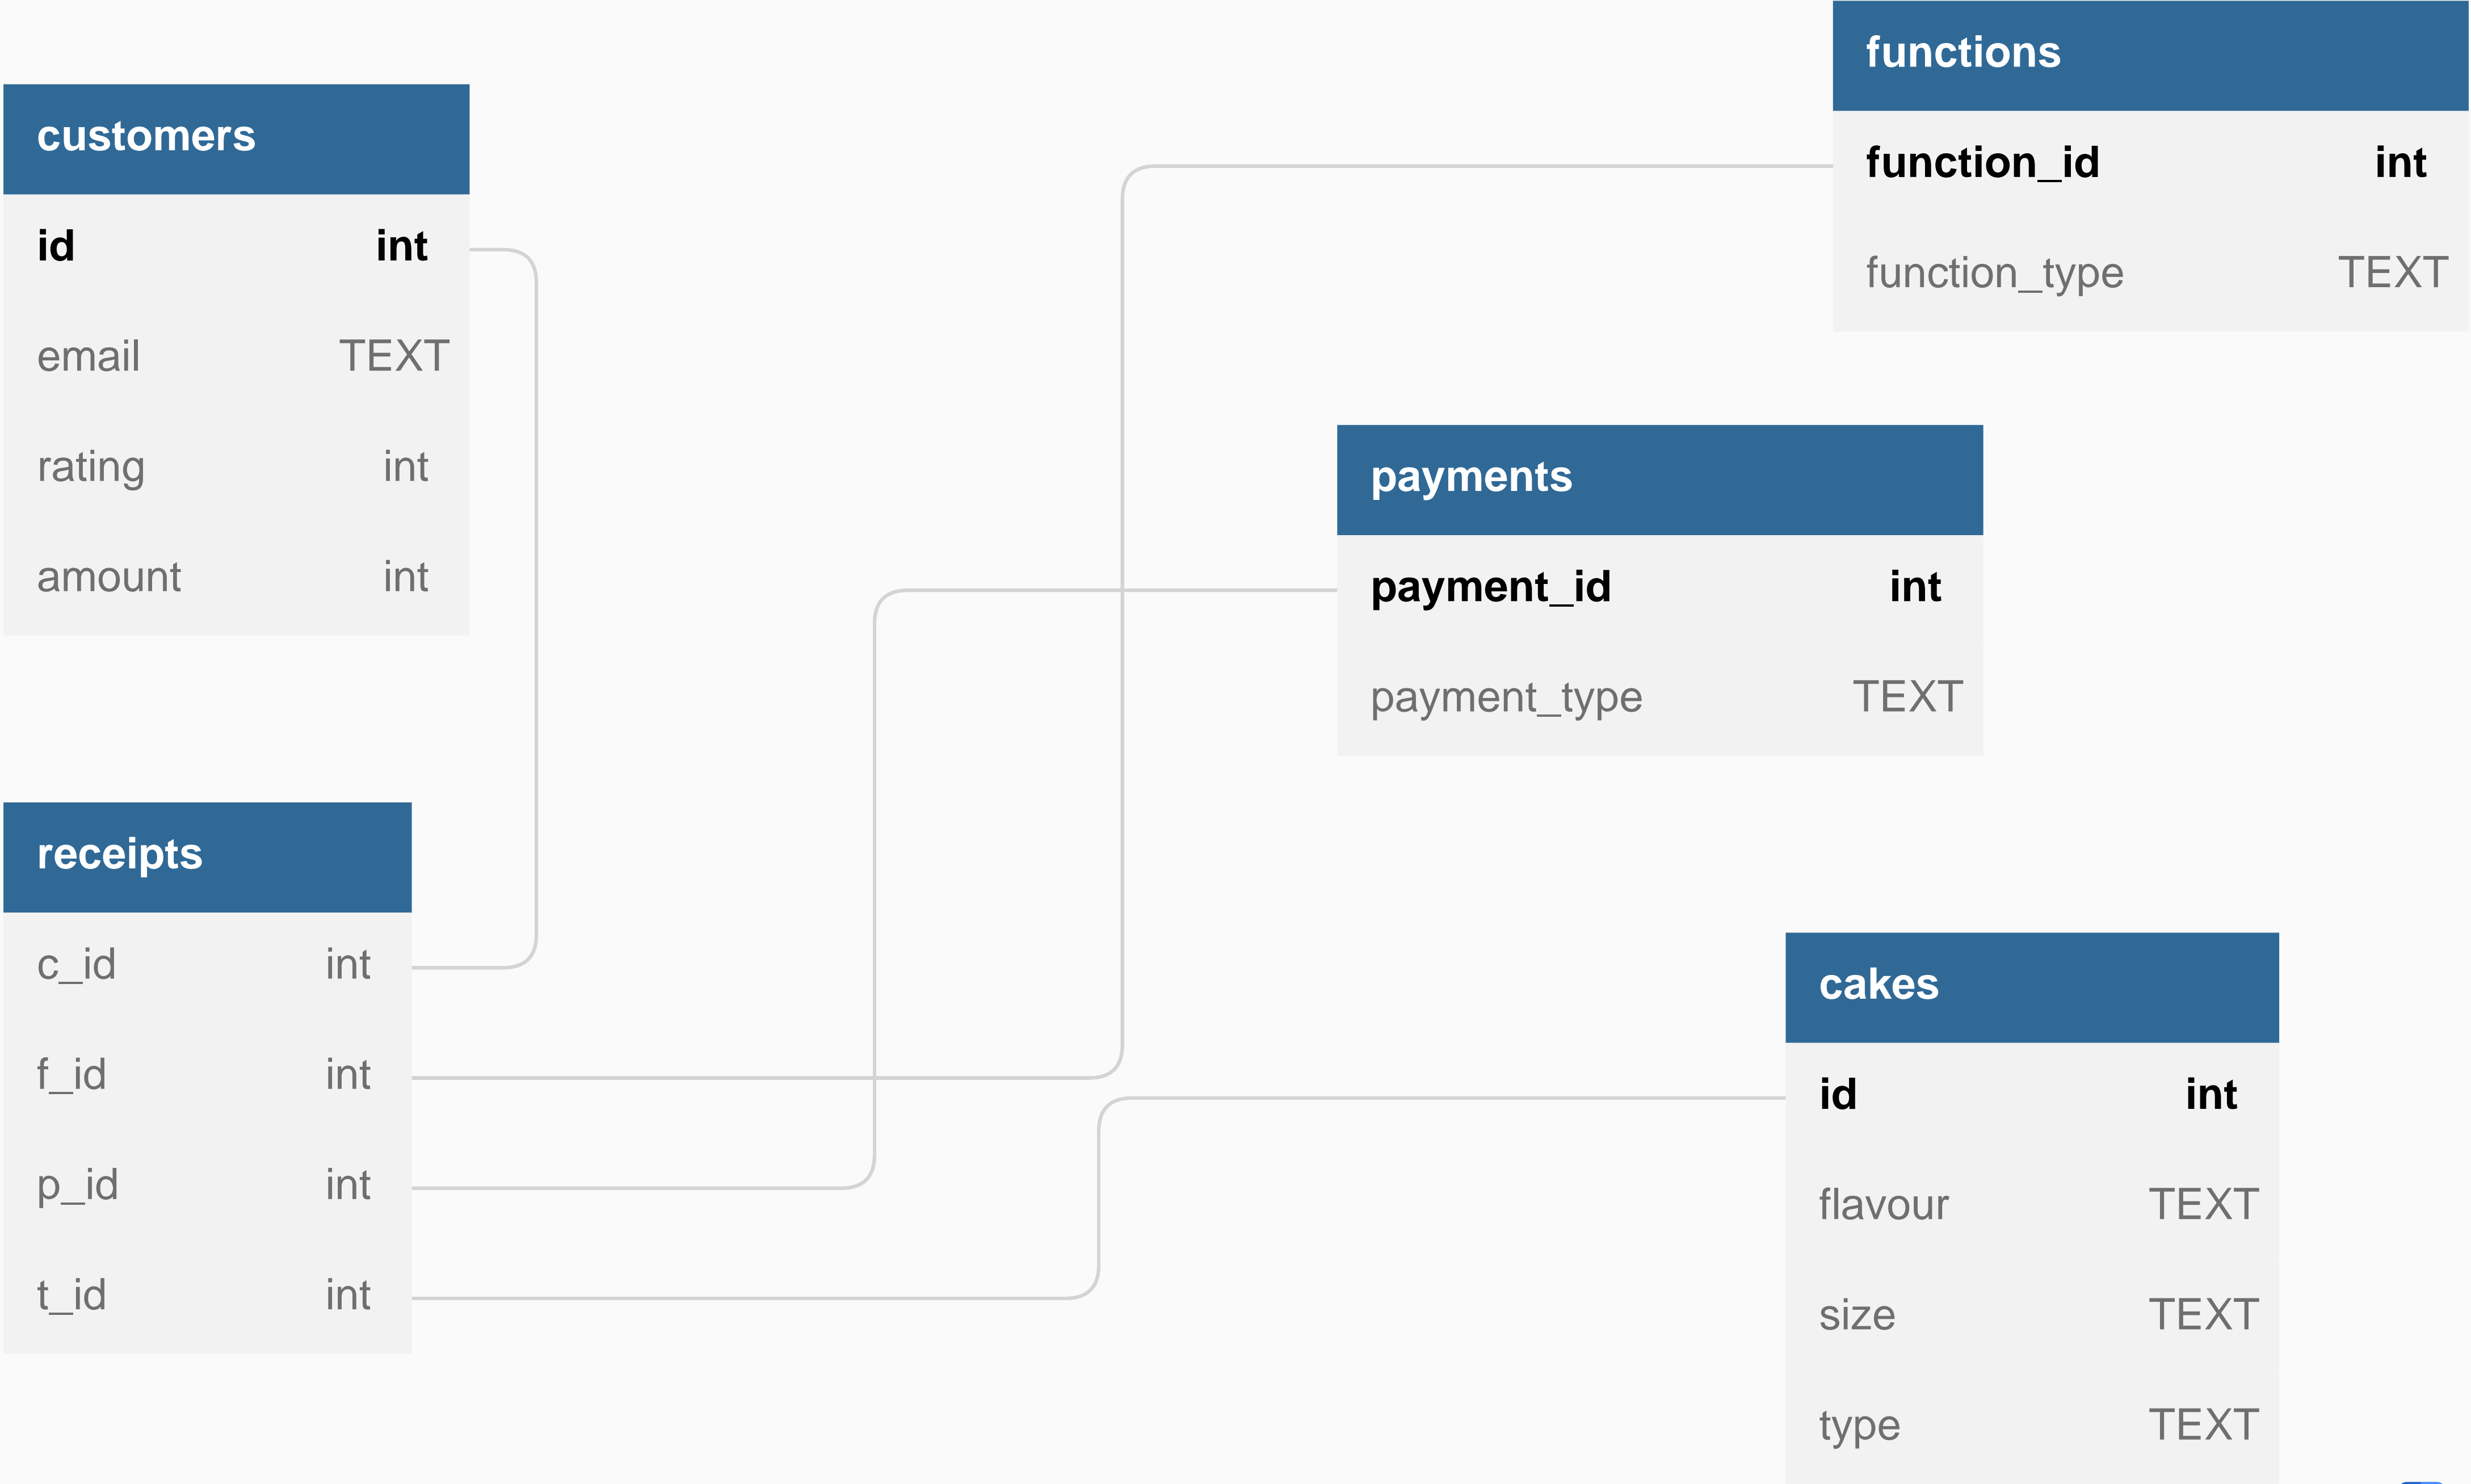 customers
id int
email TEXT
rating int
amount int
receipts
c_id int
f_id int
p_id int
t_id int
functions
function_id int
function_type TEXT
payments
payment_id int
payment_type TEXT
cakes
id int
flavour TEXT
size TEXT
type TEXT